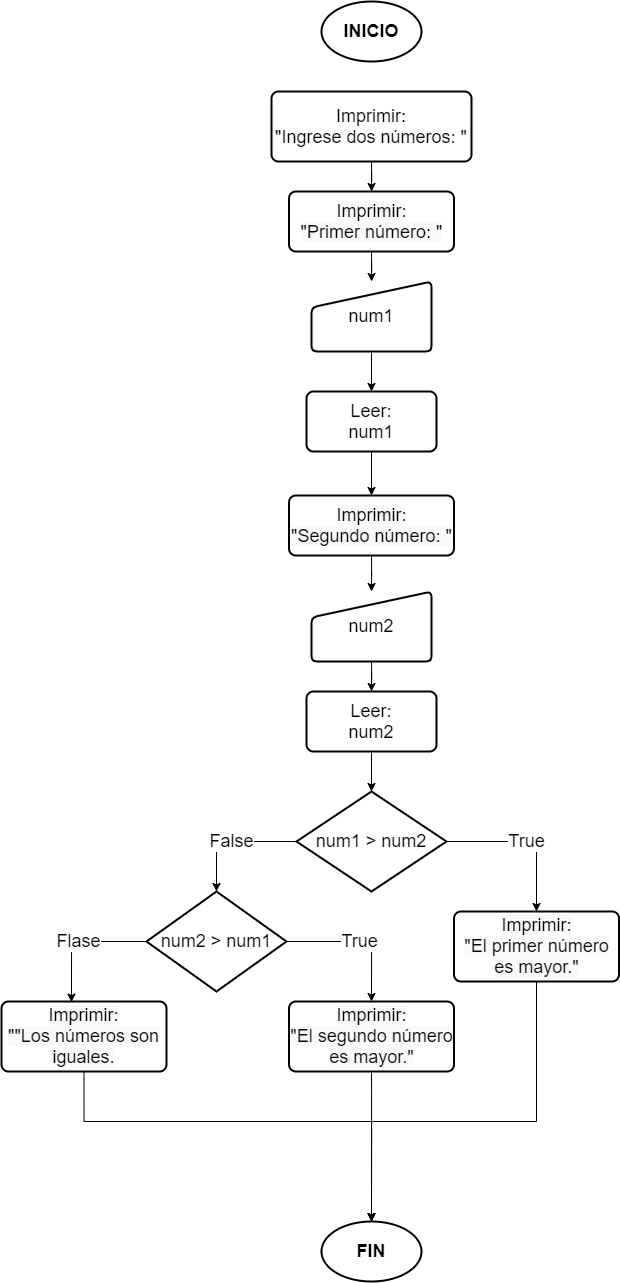 INICIO
Imprimir:
"Ingrese dos números: "
Imprimir:
"Primer número: "
num1
Leer:
num1
Imprimir:
"Segundo número: "
num2
Leer:
num2
num1 > num2
False
True
num2 > num1
Flase
True
Imprimir:
"El primer número
es mayor."
Imprimir:
""Los números son
iguales.
Imprimir:
"El segundo número
es mayor."
FIN